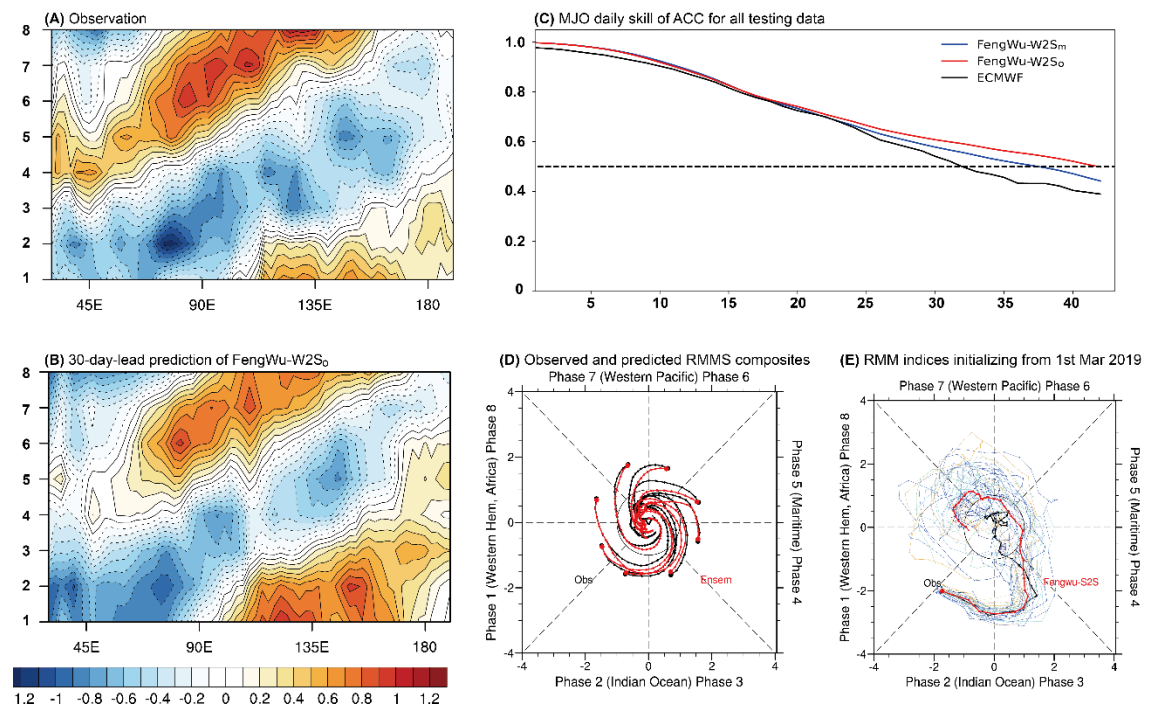 (A) Observation
8
7
6
5
4
3
2
1
45E 90E 135E 180
(B) 30-day-lead prediction of FengWu-W2So
8
7
6
5
4
3
2
1
45E 90E 135E 180
1.2 -1 -0.8 -0.6 -0.4 -0.2 0 0.2 0.4 0.6 0.8 1 1.2
(C) MJO daily skill of ACC for all testing data
1.0
0.8
0.6
0.4
0.2
0
5 10 15 20 25 30 35 40
FengWu-W2Sm
FengWu-W2So
ECMWF
(D) Observed and predicted RMMS composites
Phase 7 (Western Pacific) Phase 6
Phase 1 (Western Hem, Africa) Phase 8
4
2
0
-2
-4
Obs
Ensem
Phase 5 (Maritime) Phase 4
-4 -2 0 2 4
Phase 2 (Indian Ocean) Phase 3
(E) RMM indices initializing from 1st Mar 2019
Phase 7 (Western Pacific) Phase 6
Phase 1 (Western Hem, Africa) Phase 8
4
2
0
-2
-4
Obs
Fengwu-S2S
Phase 5 (Maritime) Phase 4
-4 -2 0 2 4
Phase 2 (Indian Ocean) Phase 3